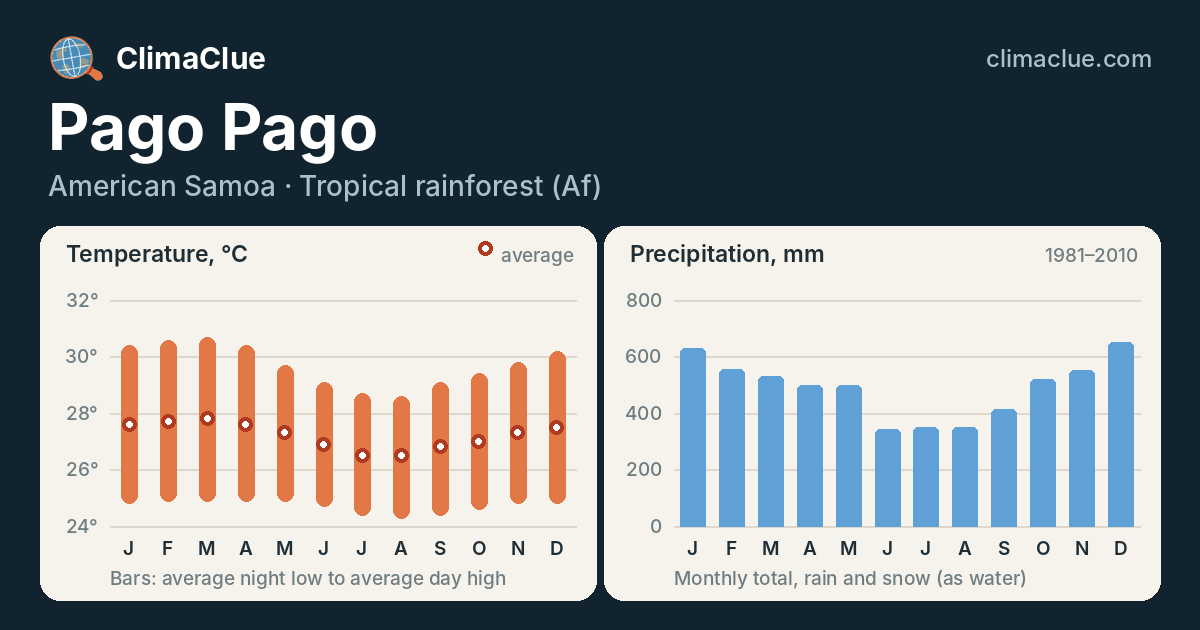 ClimaClue
climaclue.com
Pago Pago
American Samoa · Tropical rainforest (Af)
Temperature, °C
average
32°
30°
28°
26°
24°
J F M A M J J A S O N D
Bars: average night low to average day high
Precipitation, mm
1981–2010
800
600
400
200
0
J F M A M J J A S O N D
Monthly total, rain and snow (as water)